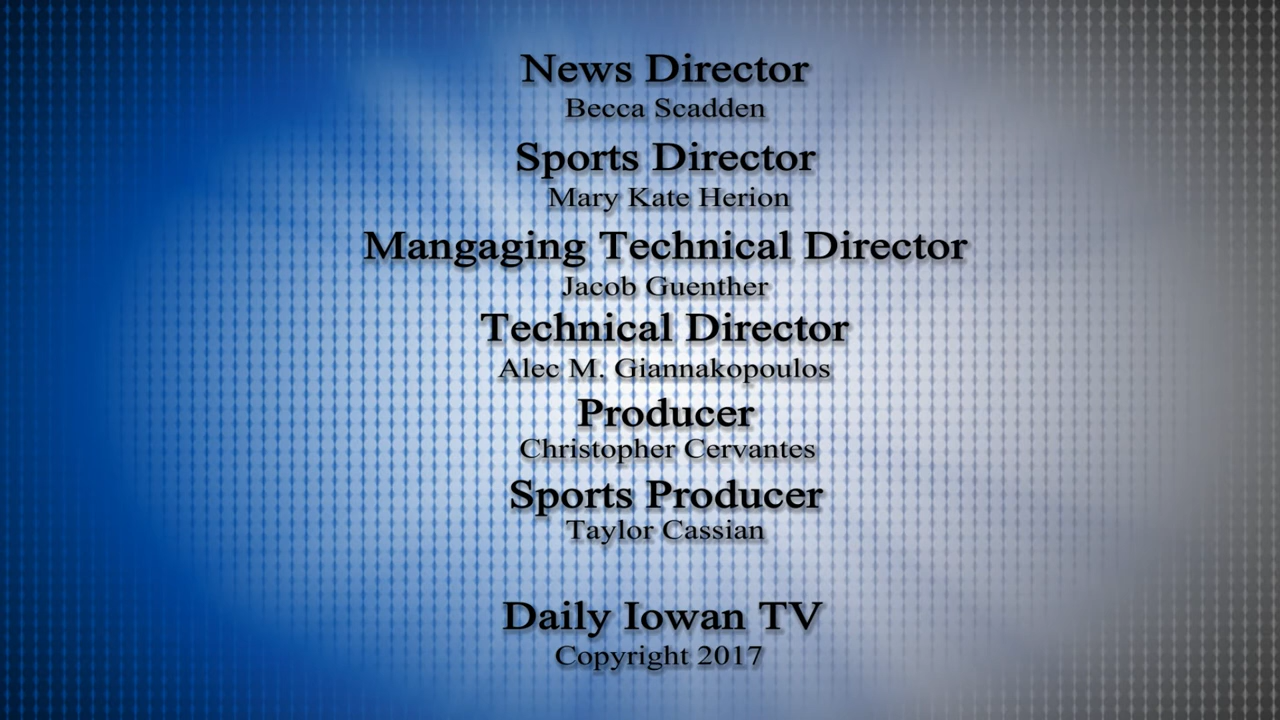 News Director
Becca Scadden
Sports Director
Mary Kate Herion
Mangaging Technical Director
Jacob Guenther
Technical Director
Alec M. Giannakopoulos
Producer
Christopher Cervantes
Sports Producer
Taylor Cassian
Daily Iowan TV
Copyright 2017